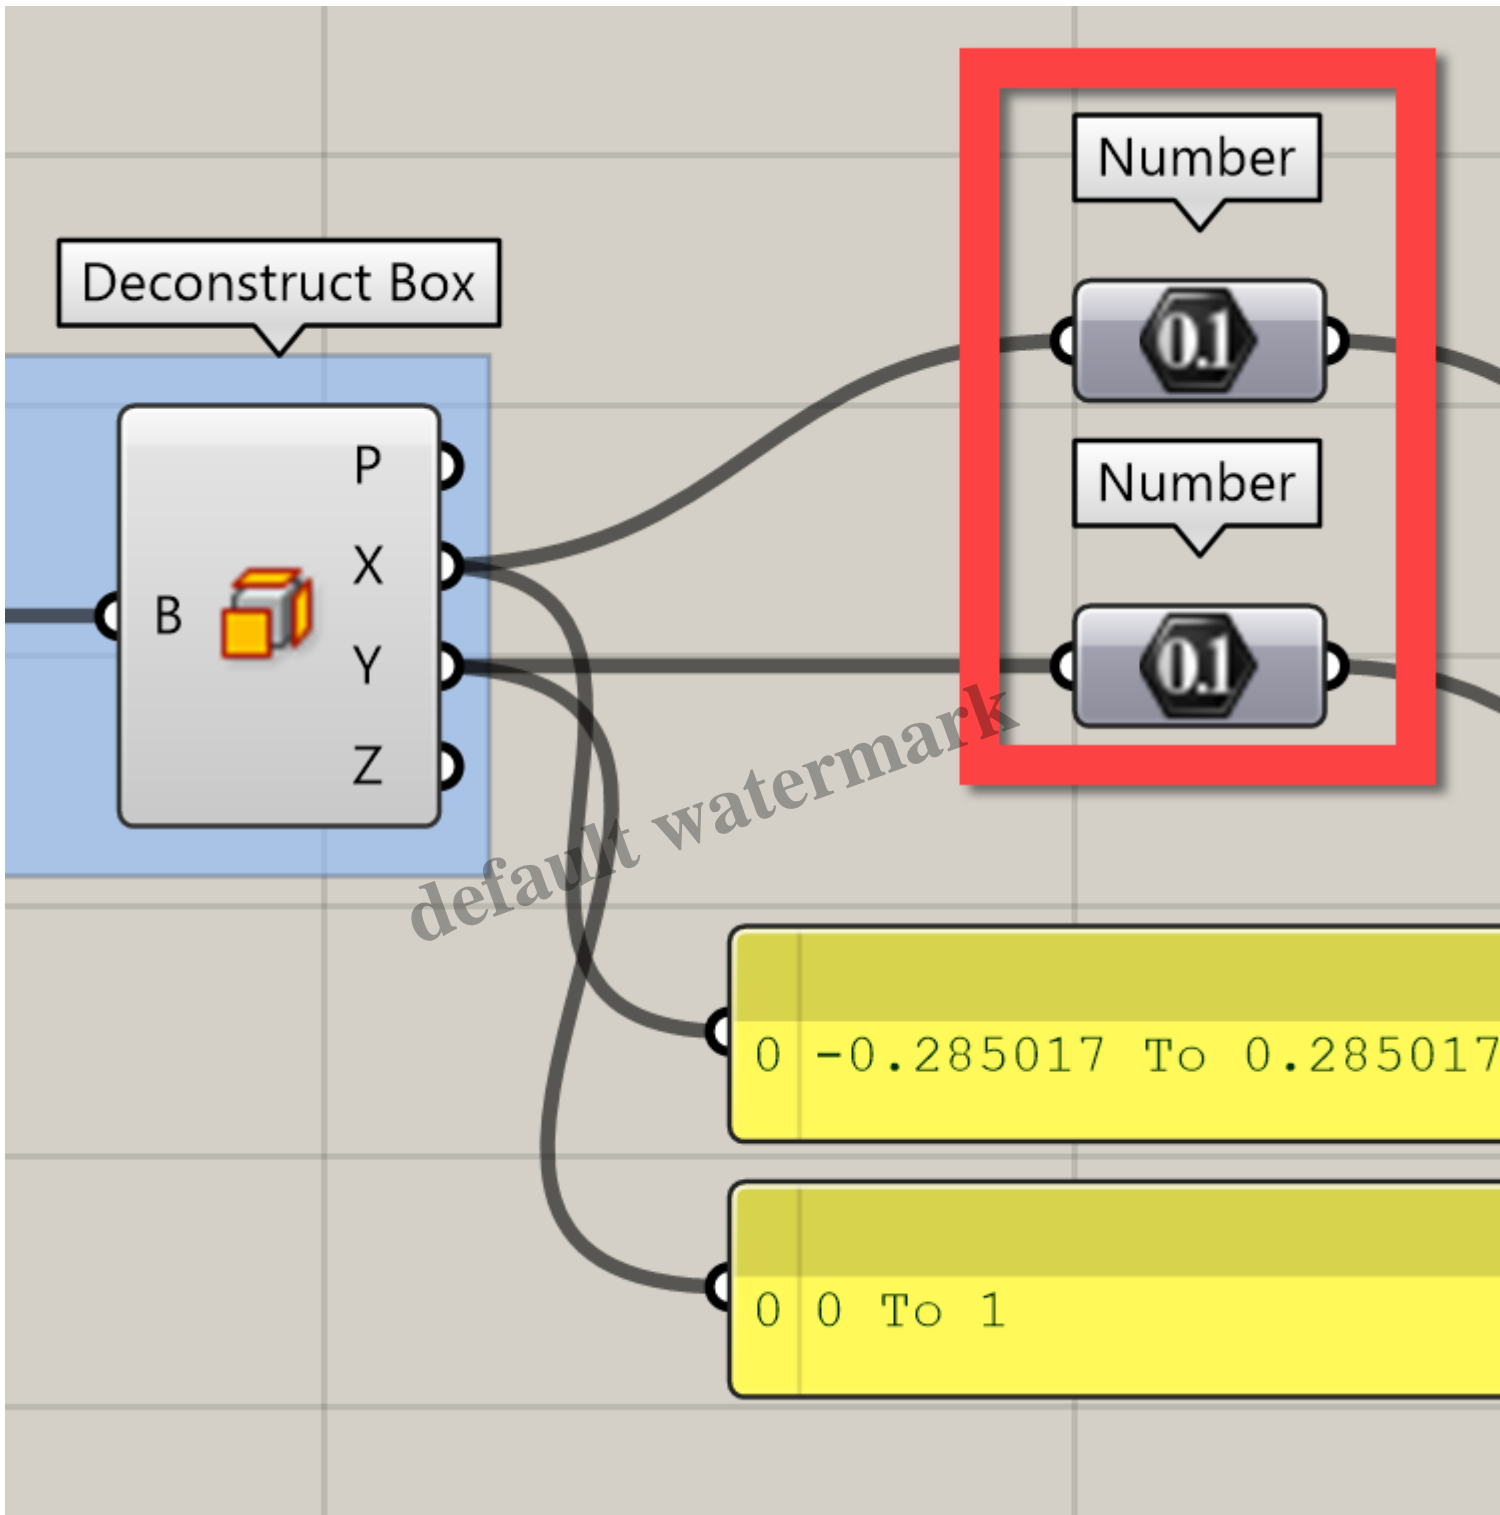 Number
0.1
Deconstruct Box
P
X
B
Y
Z
Number
0.1
default watermark
0 -0.285017 To 0.285017
0 0 To 1